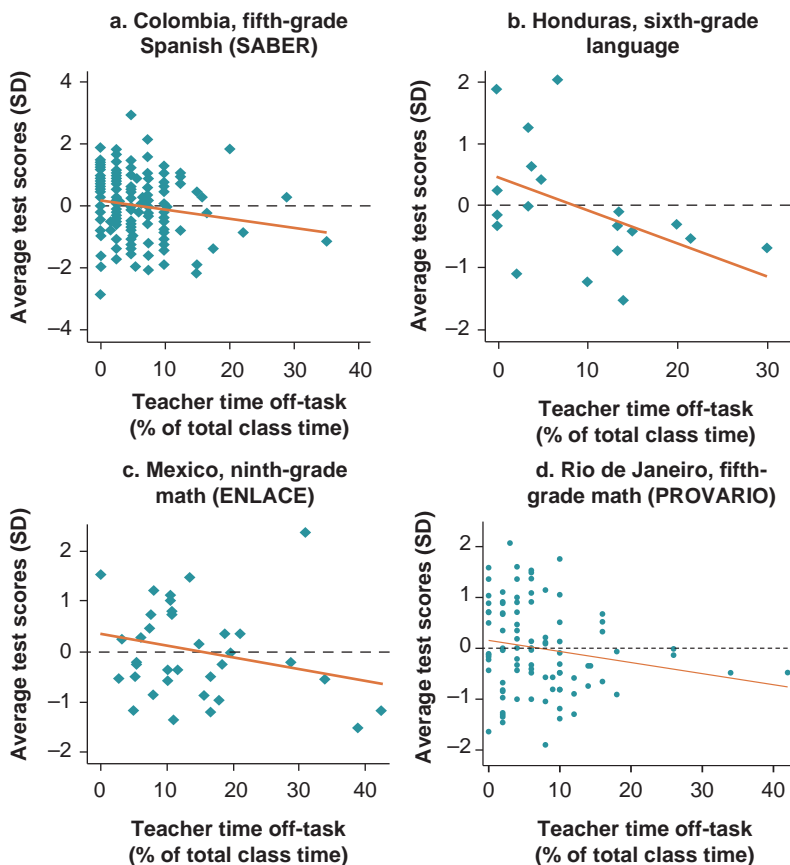 a. Colombia, fifth-grade
Spanish (SABER)
Average test scores (SD)
4
2
0
–2
–4
0 10 20 30 40
Teacher time off-task
(% of total class time)
b. Honduras, sixth-grade
language
Average test scores (SD)
2
1
0
–1
–2
0 10 20 30
Teacher time off-task
(% of total class time)
c. Mexico, ninth-grade
math (ENLACE)
Average test scores (SD)
2
1
0
–1
–2
0 10 20 30 40
Teacher time off-task
(% of total class time)
d. Rio de Janeiro, fifth-
grade math (PROVARIO)
Average test scores (SD)
2
1
0
–1
–2
0 10 20 30 40
Teacher time off-task
(% of total class time)